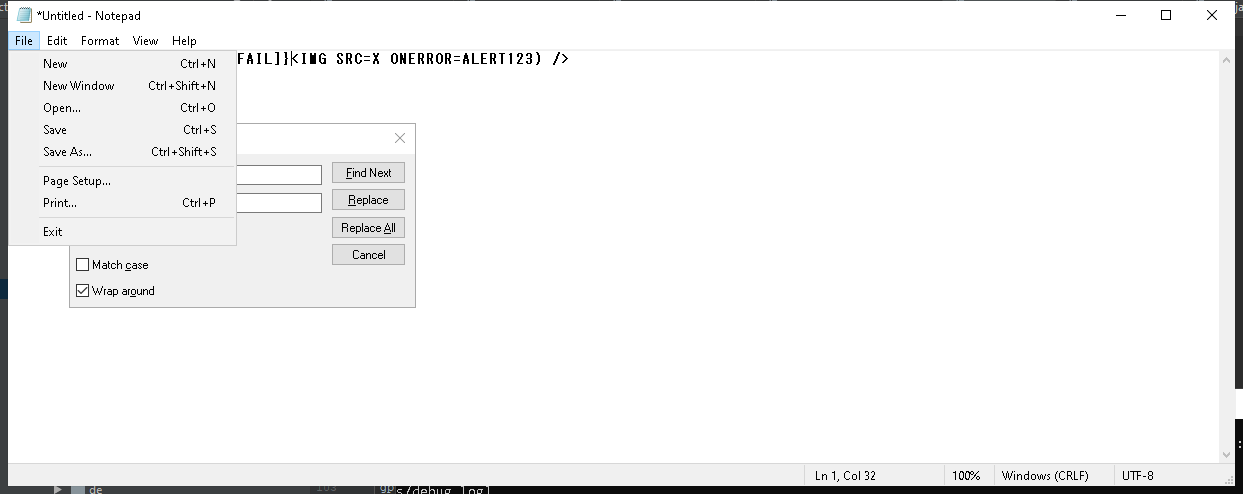 *Untitled - Notepad
File Edit Format View Help
FAIL]}<IMG SRC=X ONERROR=ALERT123) />
New Ctrl+N
New Window Ctrl+Shift+N
Open... Ctrl+O
Save Ctrl+S
Save As... Ctrl+Shift+S
Page Setup...
Print... Ctrl+P
Exit
Find Next
Replace
Replace All
Cancel
Match case
Wrap around
Ln 1, Col 32 100% Windows (CRLF) UTF-8
de 103 s/debug.log]